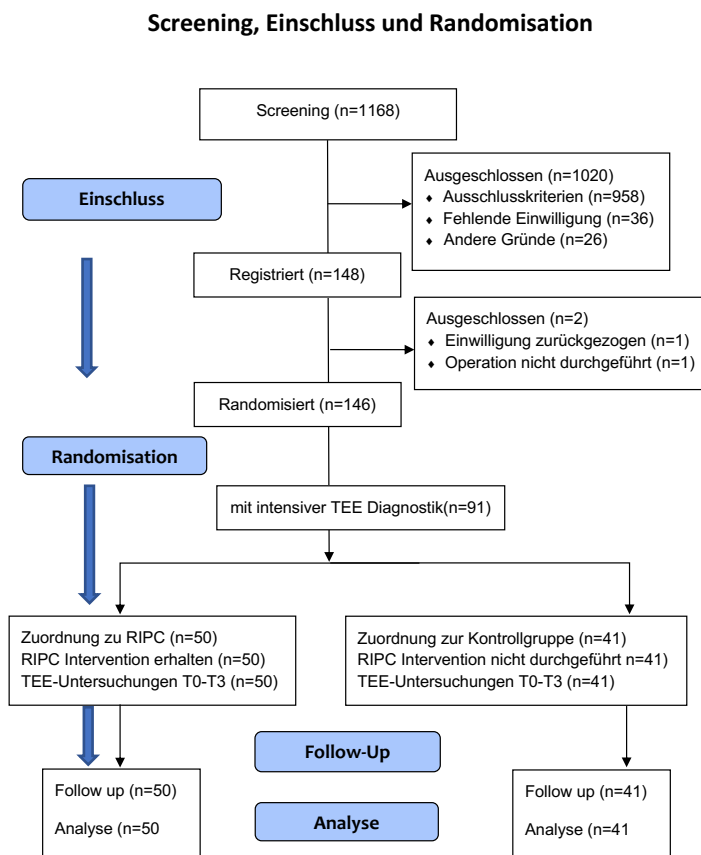 Screening, Einschluss und Randomisation
Screening (n=1168)
Ausgeschlossen (n=1020)
♦ Ausschlusskriterien (n=958)
♦ Fehlende Einwilligung (n=36)
♦ Andere Gründe (n=26)
Einschluss
Registriert (n=148)
Ausgeschlossen (n=2)
♦ Einwilligung zurückgezogen (n=1)
♦ Operation nicht durchgeführt (n=1)
Randomisiert (n=146)
Randomisation
mit intensiver TEE Diagnostik(n=91)
Zuordnung zu RIPC (n=50)
RIPC Intervention erhalten (n=50)
TEE-Untersuchungen T0-T3 (n=50)
Zuordnung zur Kontrollgruppe (n=41)
RIPC Intervention nicht durchgeführt n=41)
TEE-Untersuchungen T0-T3 (n=41)
Follow-Up
Follow up (n=50)
Analyse (n=50
Follow up (n=41)
Analyse (n=41
Analyse